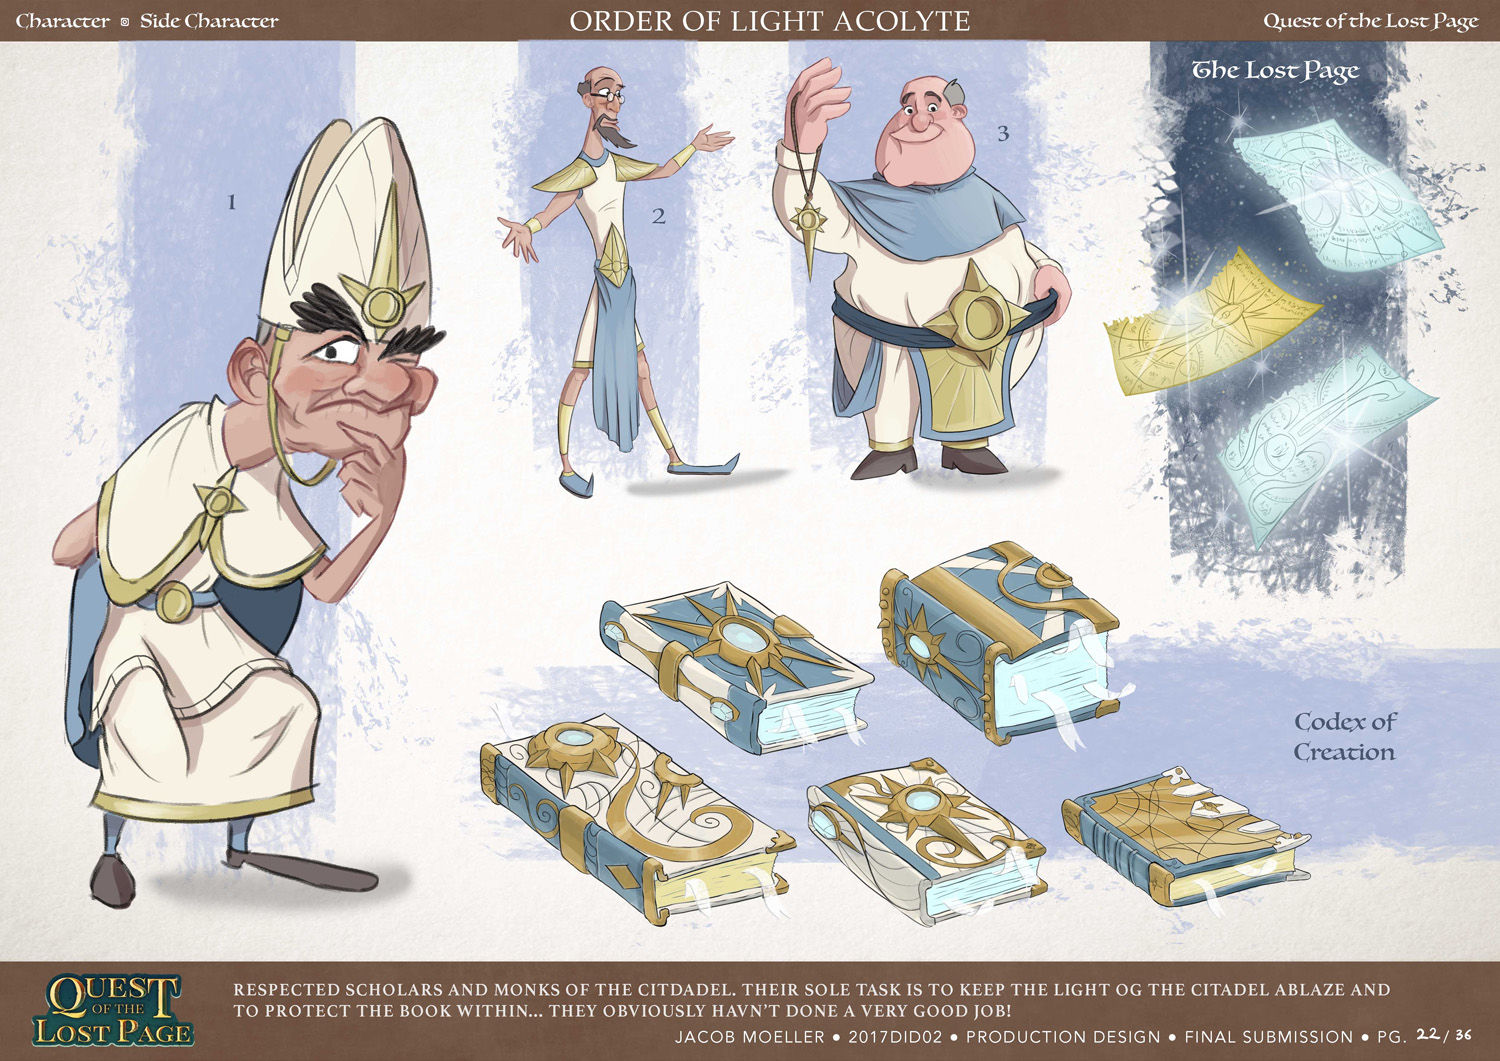 Character Side Character
ORDER OF LIGHT ACOLYTE
Quest of the Lost Page
The Lost Page
1
2
3
Codex of
Creation
QUEST
OF THE
LOST PAGE
RESPECTED SCHOLARS AND MONKS OF THE CITDADEL. THEIR SOLE TASK IS TO KEEP THE LIGHT OG THE CITADEL ABLAZE AND
TO PROTECT THE BOOK WITHIN... THEY OBVIOUSLY HAVN'T DONE A VERY GOOD JOB!
JACOB MOELLER • 2017DID02 • PRODUCTION DESIGN • FINAL SUBMISSION • PG. 22/36